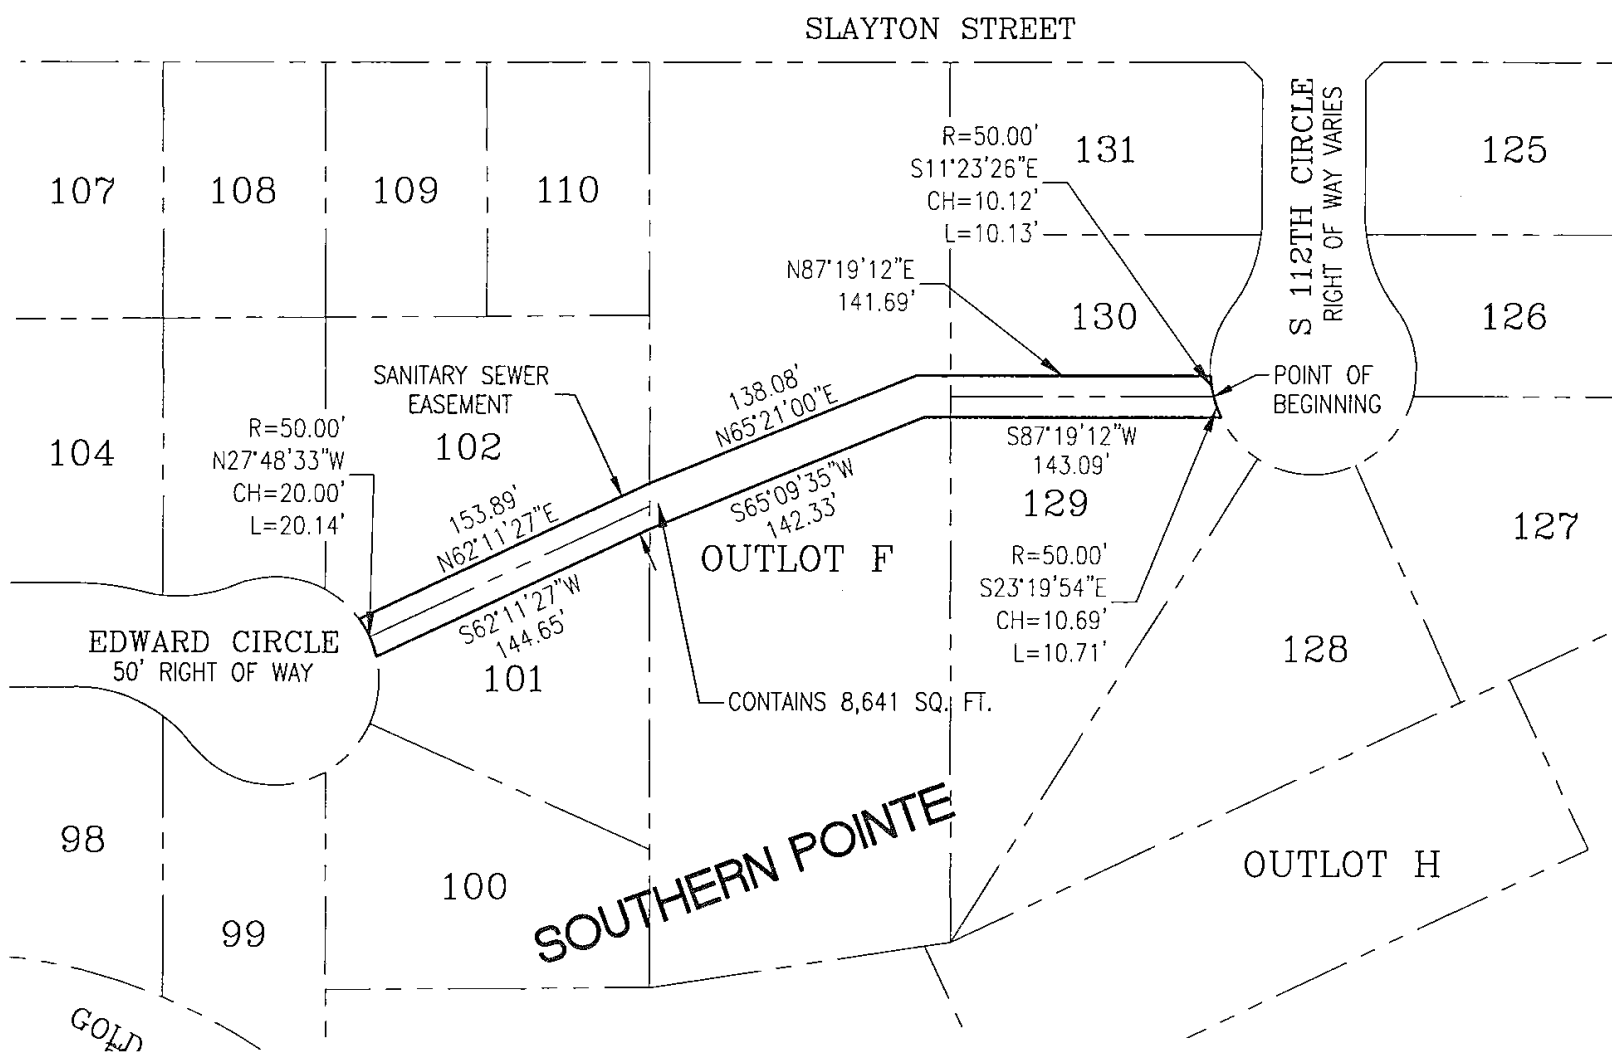 SLAYTON STREET
107
108
109
110
R=50.00'
S11°23'26"E
CH=10.12'
L=10.13'
131
S 112TH CIRCLE
RIGHT OF WAY VARIES
125
N87°19'12"E
141.69'
130
126
SANITARY SEWER
EASEMENT
138.08'
N65°21'00"E
POINT OF
BEGINNING
104
R=50.00'
N27°48'33"W
CH=20.00'
L=20.14'
102
153.89'
N62°11'27"E
S65°09'35"W
142.33'
S87°19'12"W
143.09'
129
127
OUTLOT F
R=50.00'
S23°19'54"E
CH=10.69'
L=10.71'
S62°11'27"W
144.65'
EDWARD CIRCLE
50' RIGHT OF WAY
101
128
CONTAINS 8,641 SQ. FT.
98
99
100
SOUTHERN POINTE
OUTLOT H
GOLD